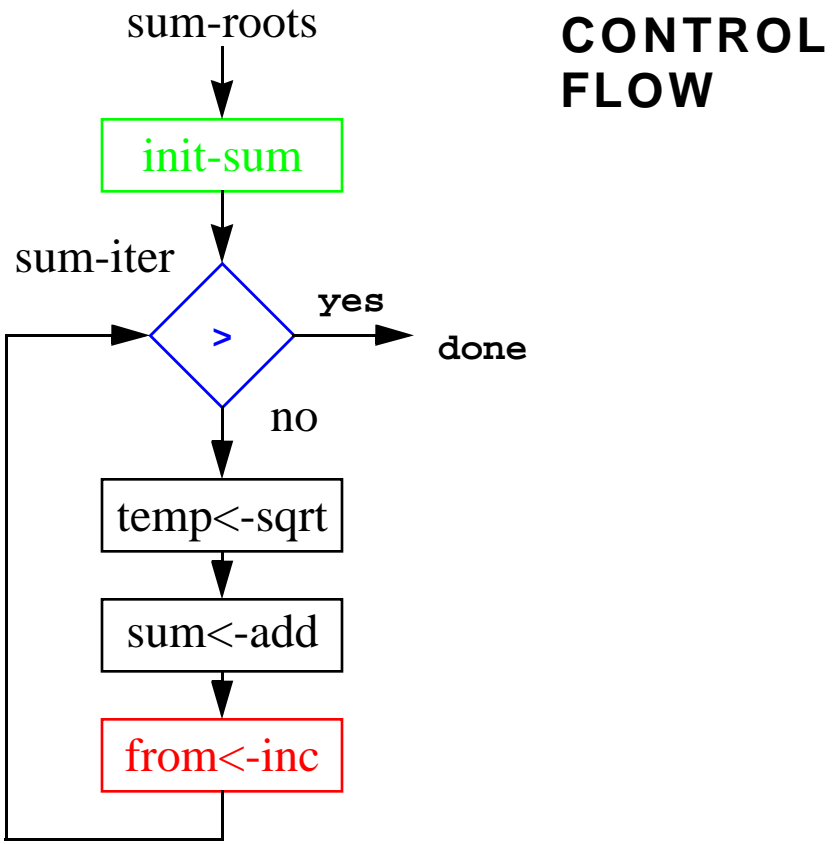 sum-roots
CONTROL
FLOW
init-sum
sum-iter
>
yes
done
no
temp<-sqrt
sum<-add
from<-inc